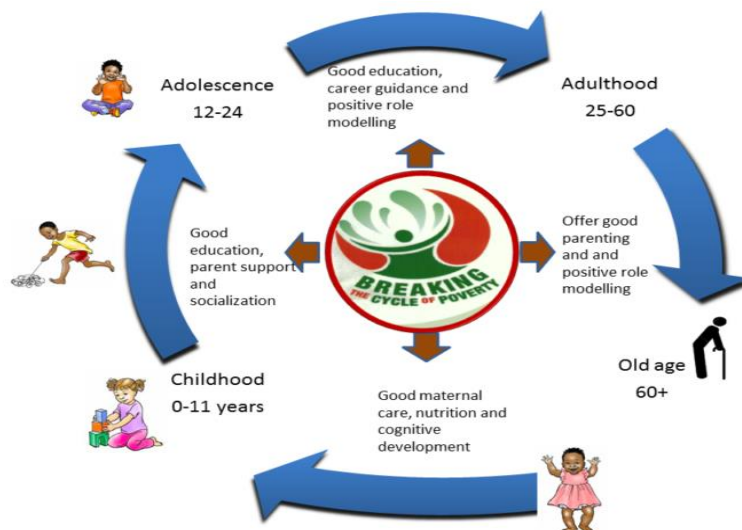 Adolescence
12-24
Good education,
career guidance and
positive role
modelling
Adulthood
25-60
Good
education,
parent support
and
socialization
BREAKING
THE CYCLE OF POVERTY
Offer good
parenting
and and
positive role
modelling
Old age
60+
Childhood
0-11 years
Good maternal
care, nutrition and
cognitive
development